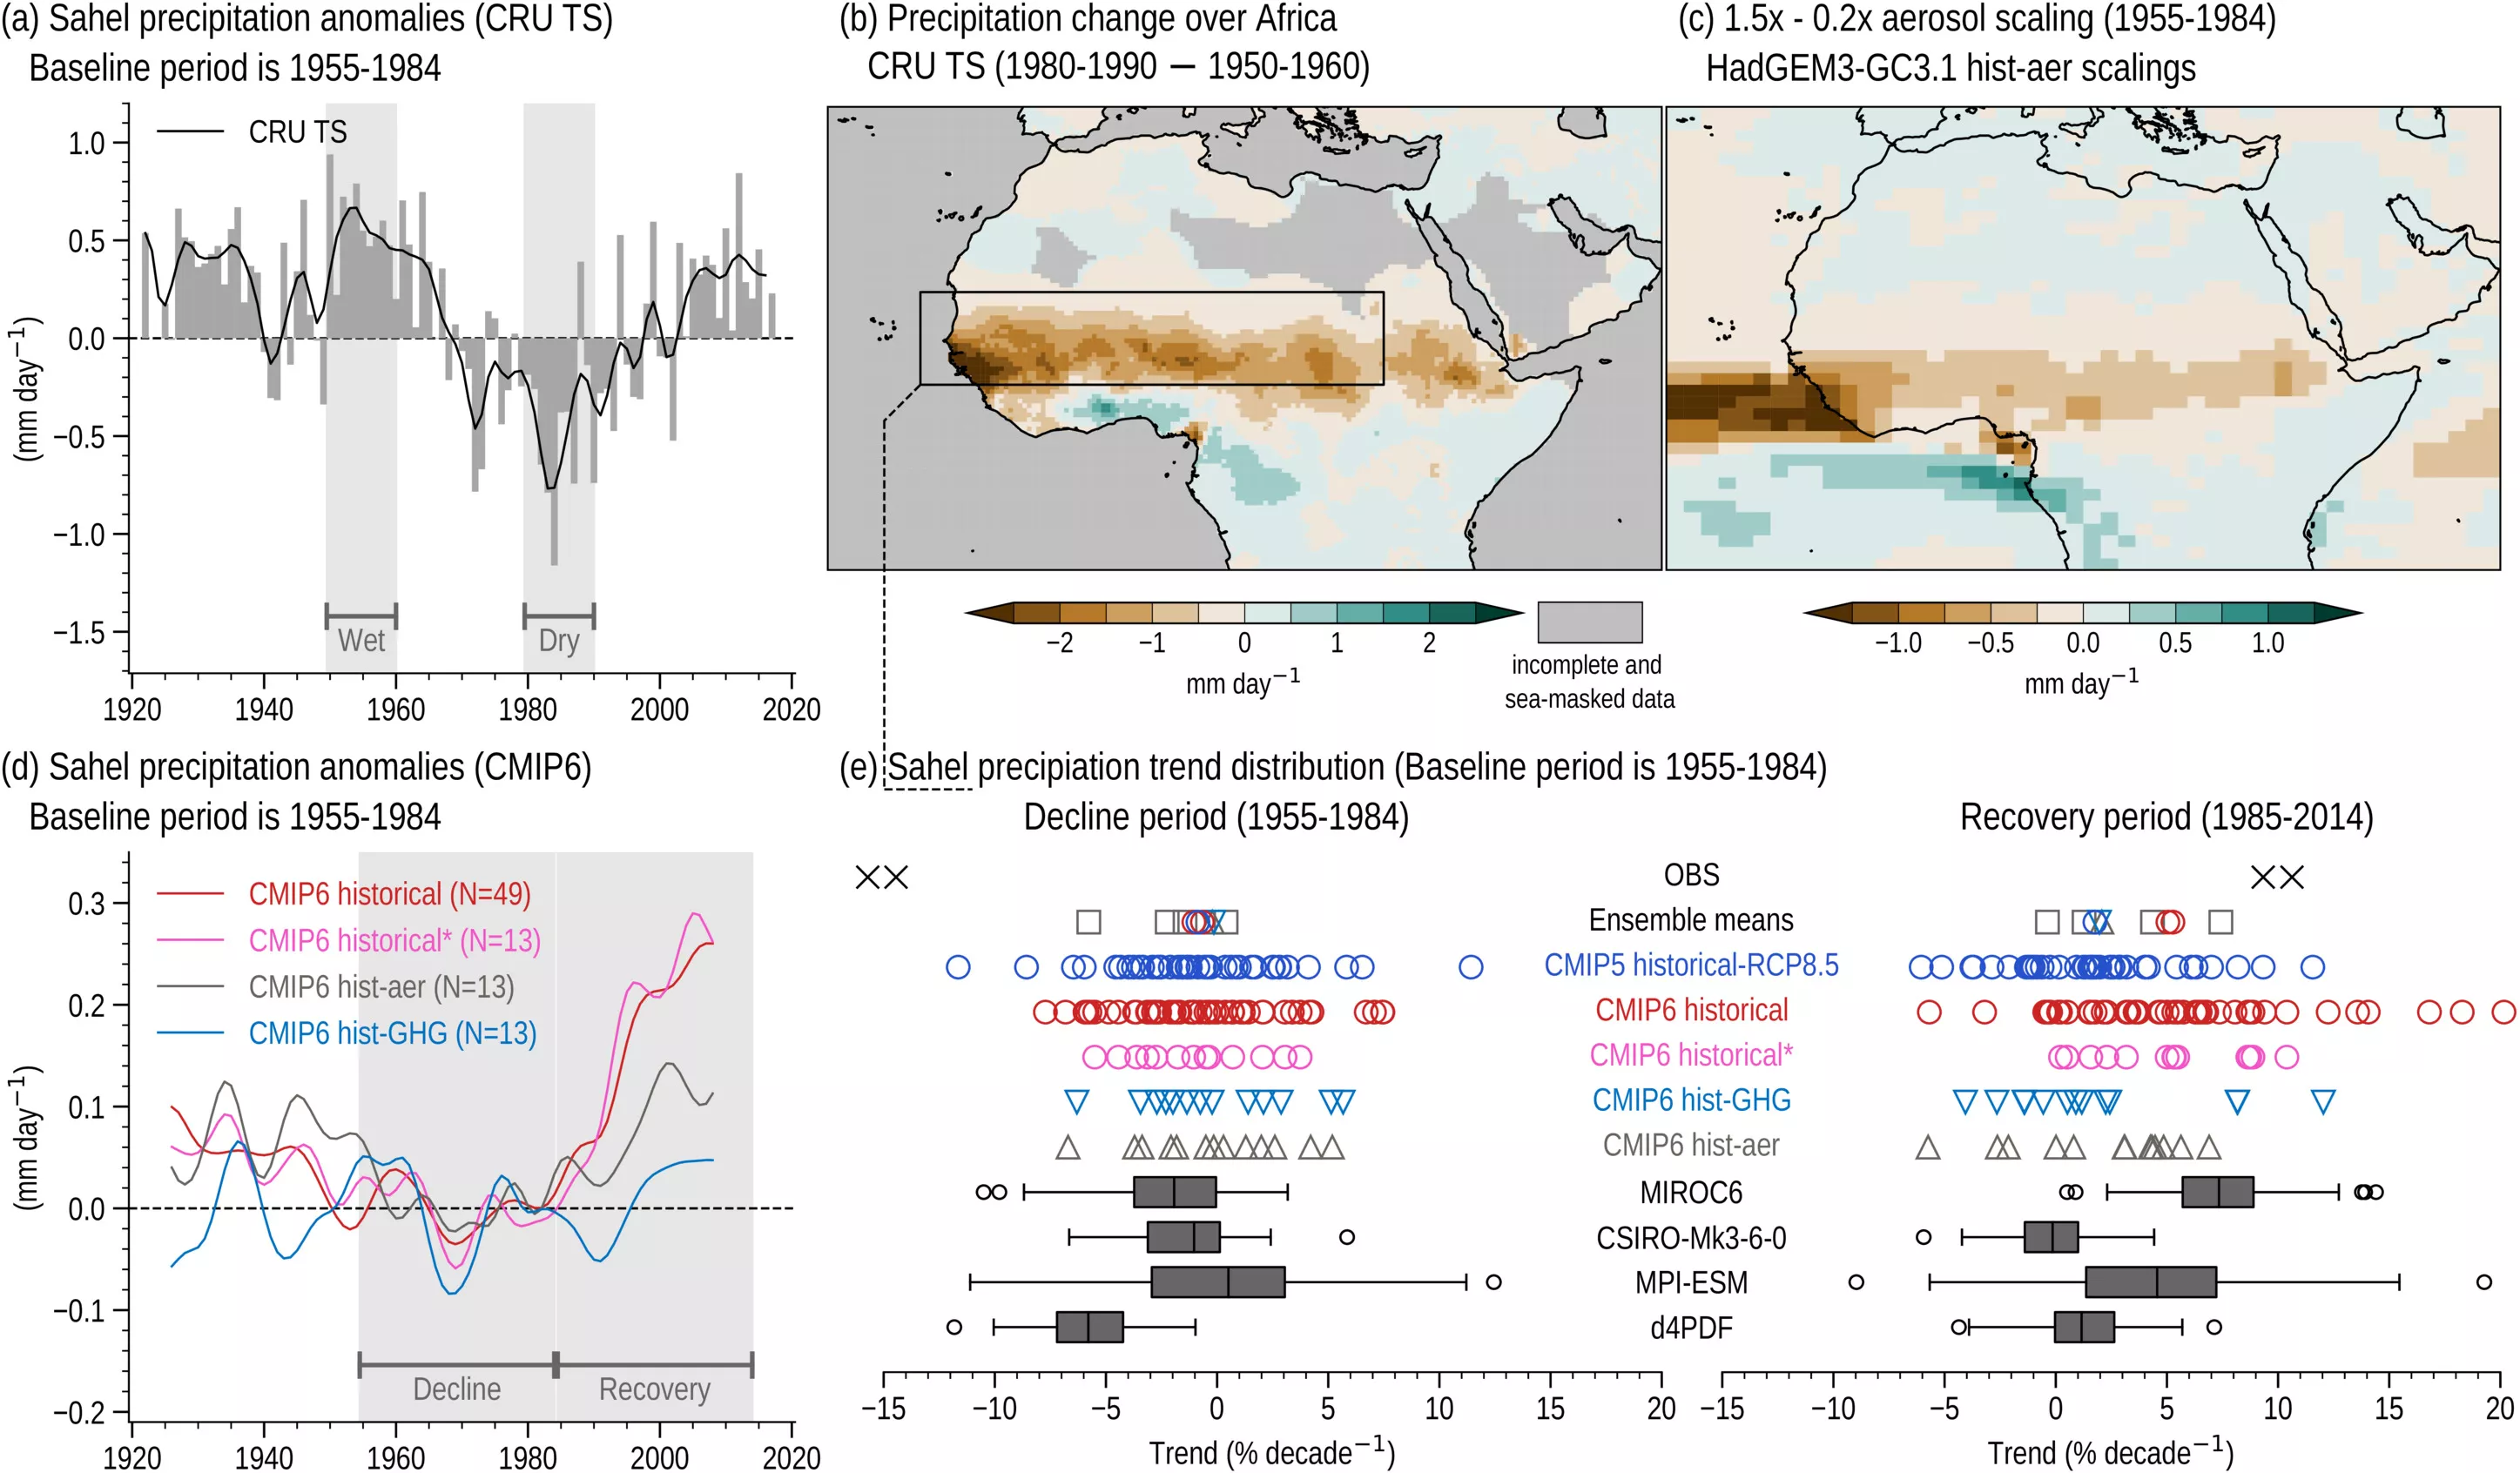 (a) Sahel precipitation anomalies (CRU TS)
Baseline period is 1955-1984
CRU TS
1.0
0.5
0.0
−0.5
−1.0
−1.5
(mm day−1)
Wet
Dry
1920 1940 1960 1980 2000 2020
(b) Precipitation change over Africa
CRU TS (1980-1990 − 1950-1960)
−2 −1 0 1 2
mm day−1
incomplete and
sea-masked data
(c) 1.5x - 0.2x aerosol scaling (1955-1984)
HadGEM3-GC3.1 hist-aer scalings
−1.0 −0.5 0.0 0.5 1.0
mm day−1
(d) Sahel precipitation anomalies (CMIP6)
Baseline period is 1955-1984
CMIP6 historical (N=49)
CMIP6 historical* (N=13)
CMIP6 hist-aer (N=13)
CMIP6 hist-GHG (N=13)
0.3
0.2
0.1
0.0
−0.1
−0.2
(mm day−1)
Decline
Recovery
1920 1940 1960 1980 2000 2020
(e) Sahel precipiation trend distribution (Baseline period is 1955-1984)
Decline period (1955-1984)
Recovery period (1985-2014)
OBS
Ensemble means
CMIP5 historical-RCP8.5
CMIP6 historical
CMIP6 historical*
CMIP6 hist-GHG
CMIP6 hist-aer
MIROC6
CSIRO-Mk3-6-0
MPI-ESM
d4PDF
−15 −10 −5 0 5 10 15 20
Trend (% decade−1)
−15 −10 −5 0 5 10 15 20
Trend (% decade−1)